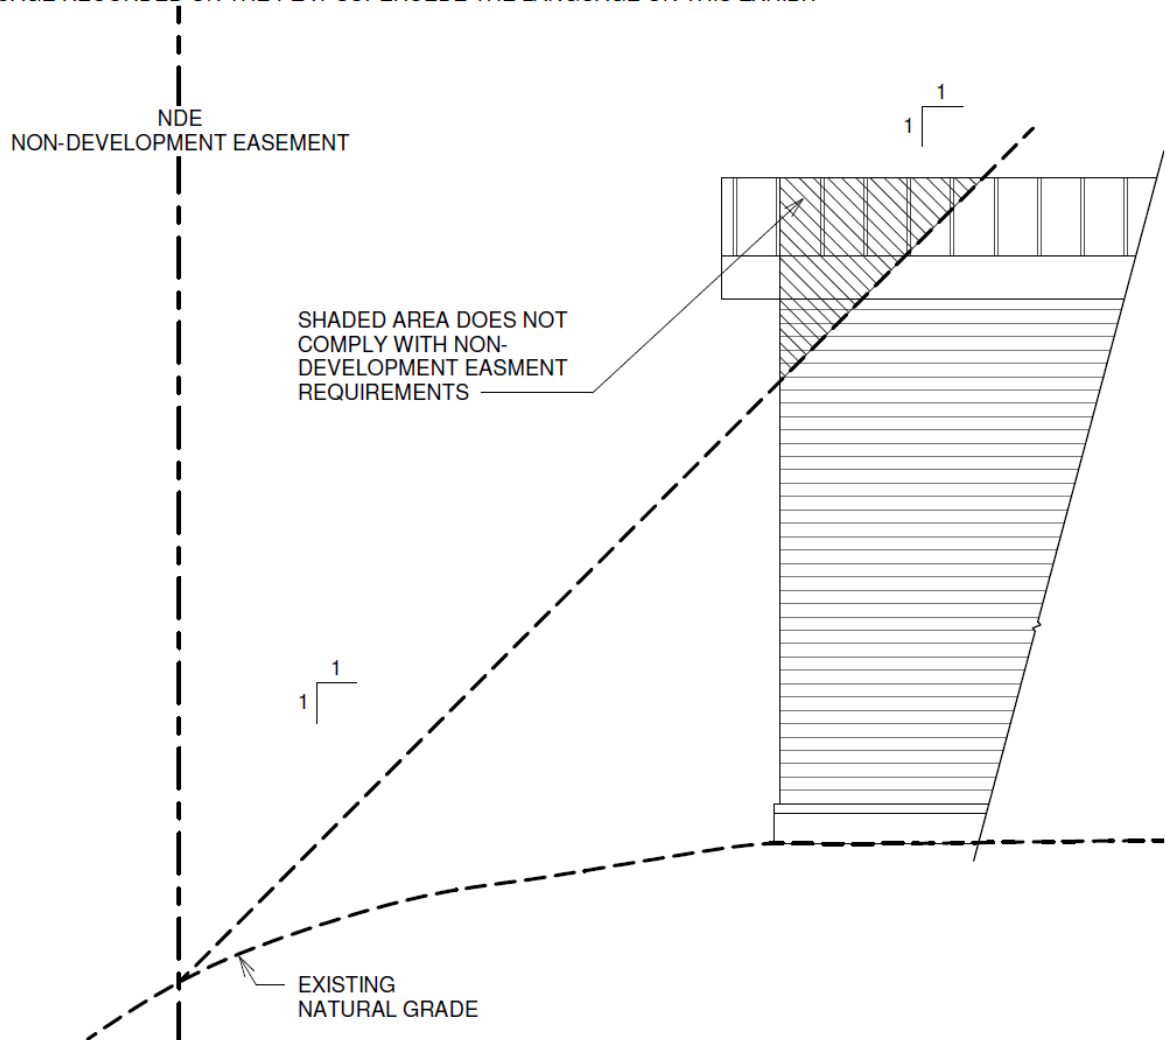 NDE
NON-DEVELOPMENT EASEMENT
1
1
SHADED AREA DOES NOT
COMPLY WITH NON-
DEVELOPMENT EASMENT
REQUIREMENTS
1
1
EXISTING
NATURAL GRADE